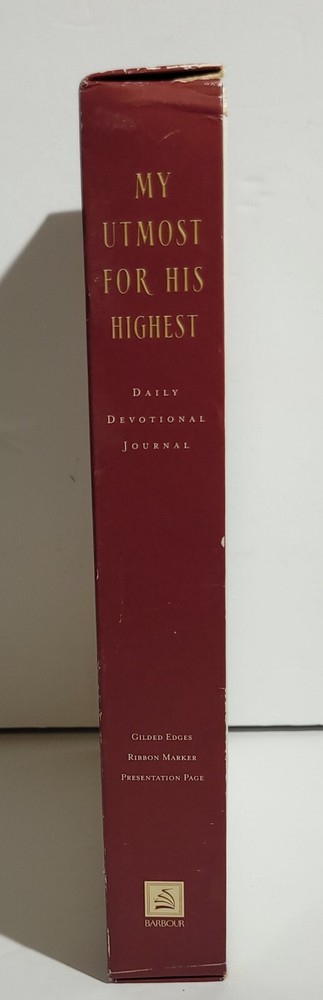 MY
UTMOST
FOR HIS
HIGHEST
DAILY
DEVOTIONAL
JOURNAL
GILDED EDGES
RIBBON MARKER
PRESENTATION PAGE
BARBOUR